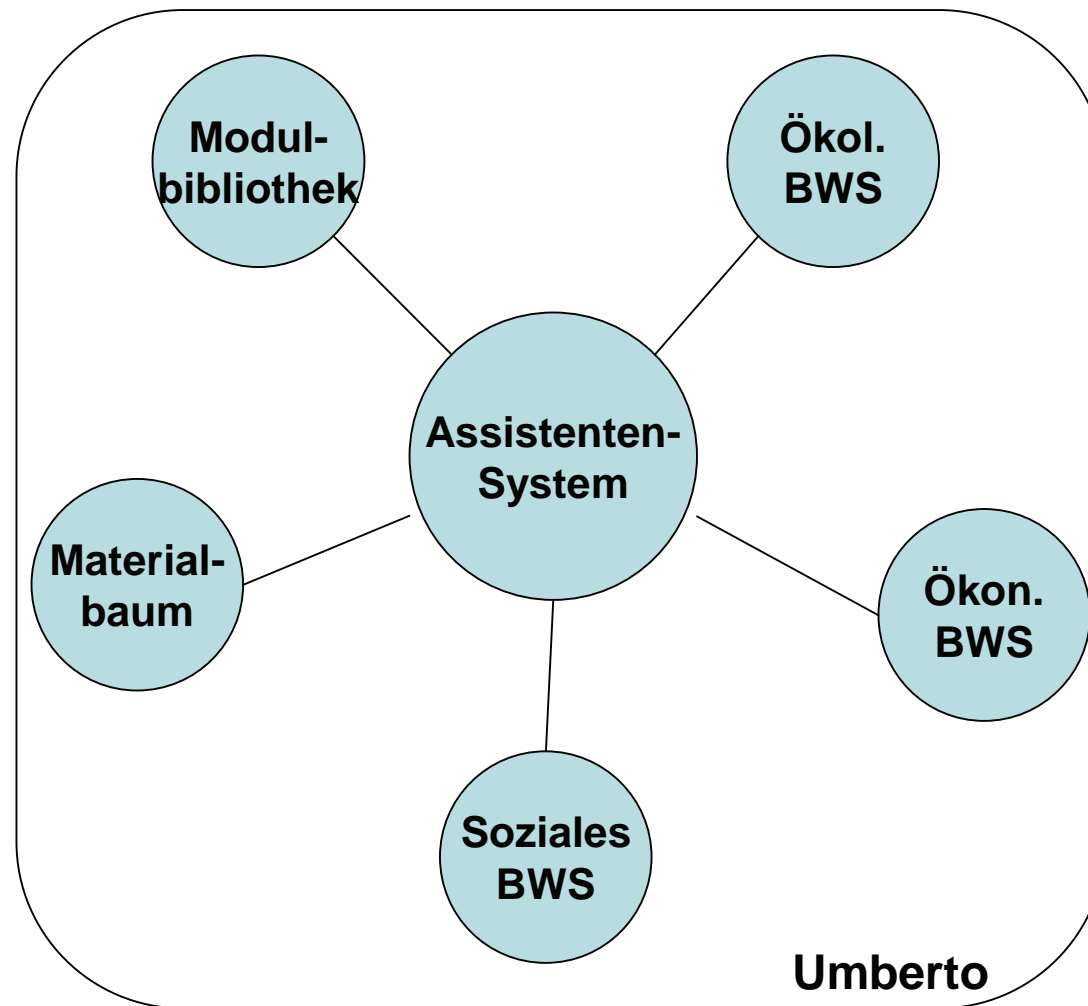 Modul-
bibliothek
Ökol.
BWS
Assistenten-
System
Material-
baum
Ökon.
BWS
Soziales
BWS
Umberto